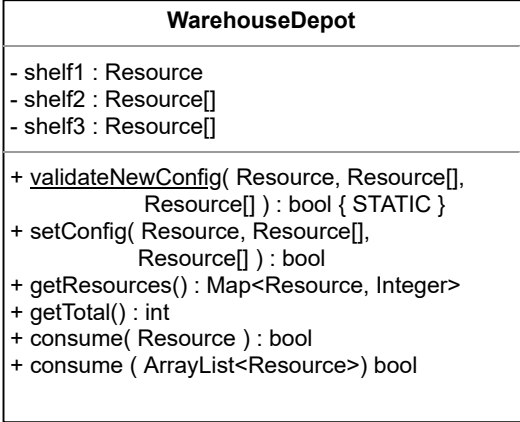 WarehouseDepot
- shelf1 : Resource
- shelf2 : Resource[]
- shelf3 : Resource[]
+ validateNewConfig( Resource, Resource[],
Resource[] ) : bool { STATIC }
+ setConfig( Resource, Resource[],
Resource[] ) : bool
+ getResources() : Map<Resource, Integer>
+ getTotal() : int
+ consume( Resource ) : bool
+ consume ( ArrayList<Resource>) bool